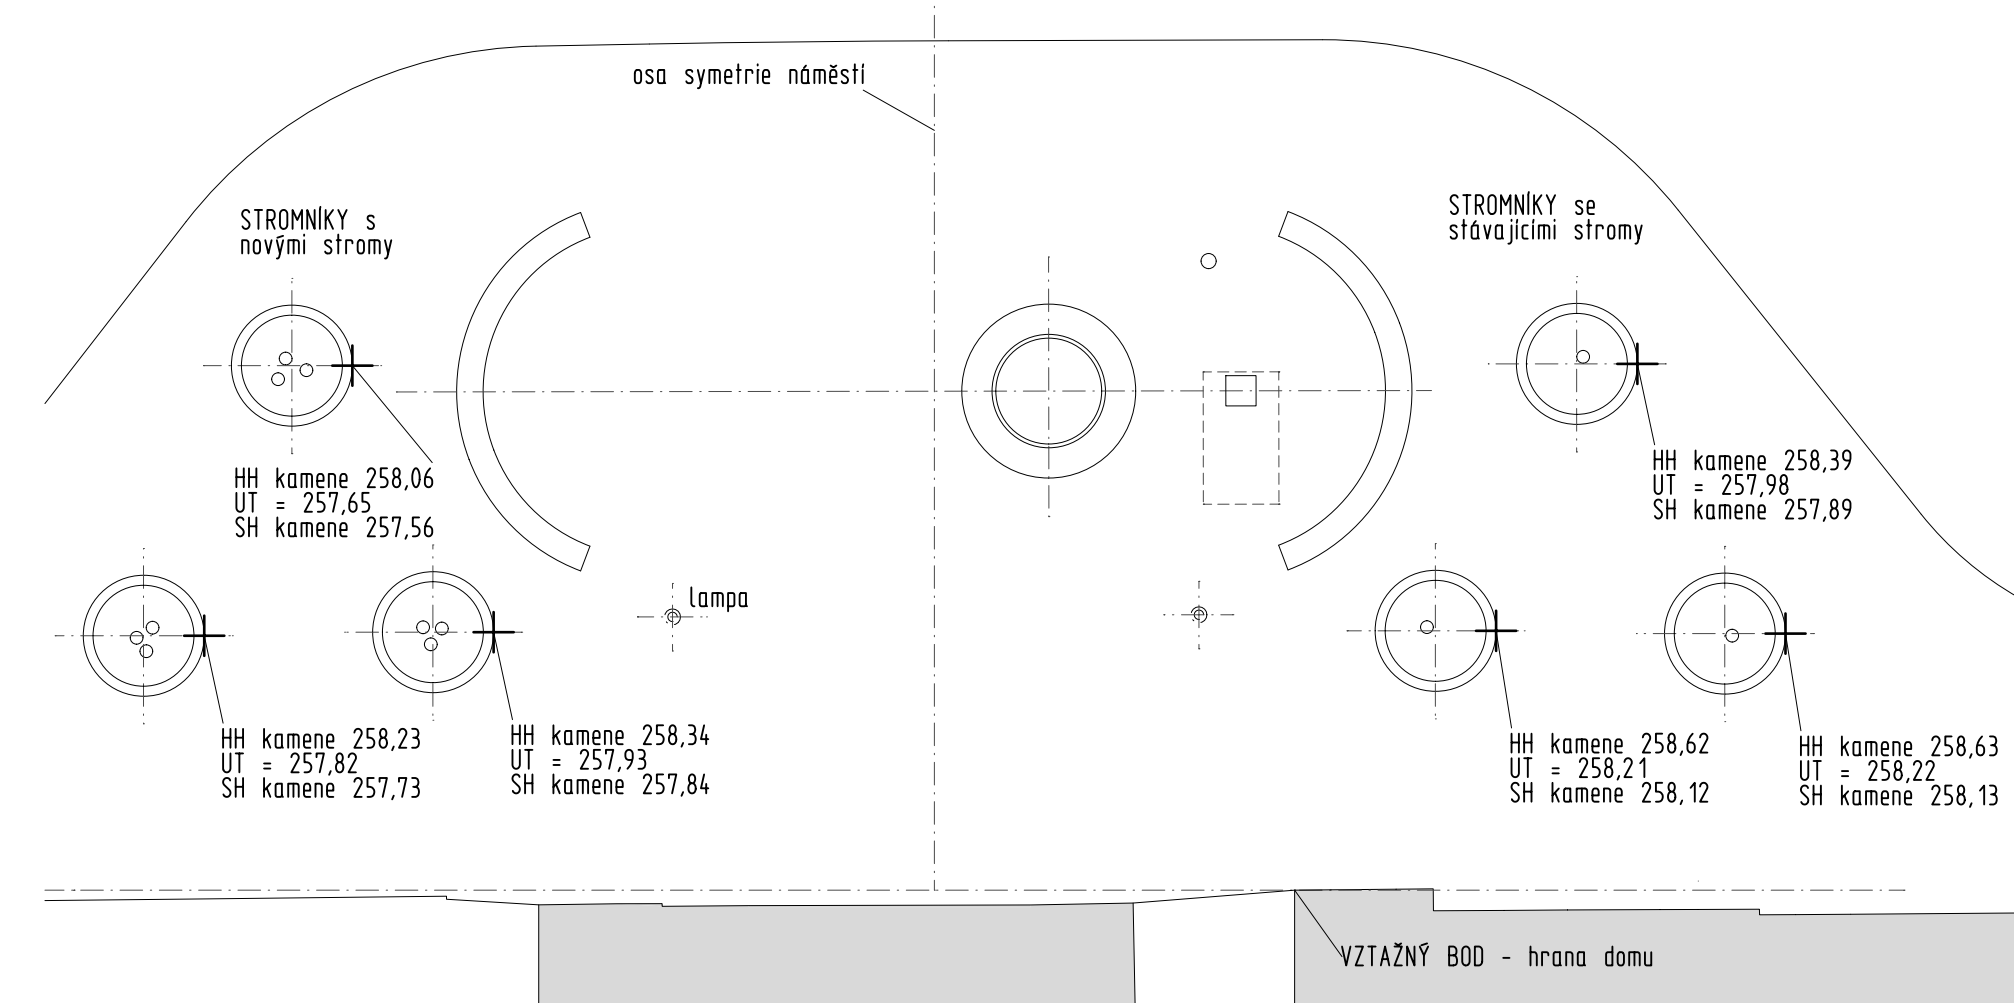 osa symetrie náměstí
STROMNÍKY s
novými stromy
STROMNÍKY se
stávajícími stromy
HH kamene 258,06
UT = 257,65
SH kamene 257,56
HH kamene 258,39
UT = 257,98
SH kamene 257,89
lampa
HH kamene 258,23
UT = 257,82
SH kamene 257,73
HH kamene 258,34
UT = 257,93
SH kamene 257,84
HH kamene 258,62
UT = 258,21
SH kamene 258,12
HH kamene 258,63
UT = 258,22
SH kamene 258,13
VZTAŽNÝ BOD - hrana domu